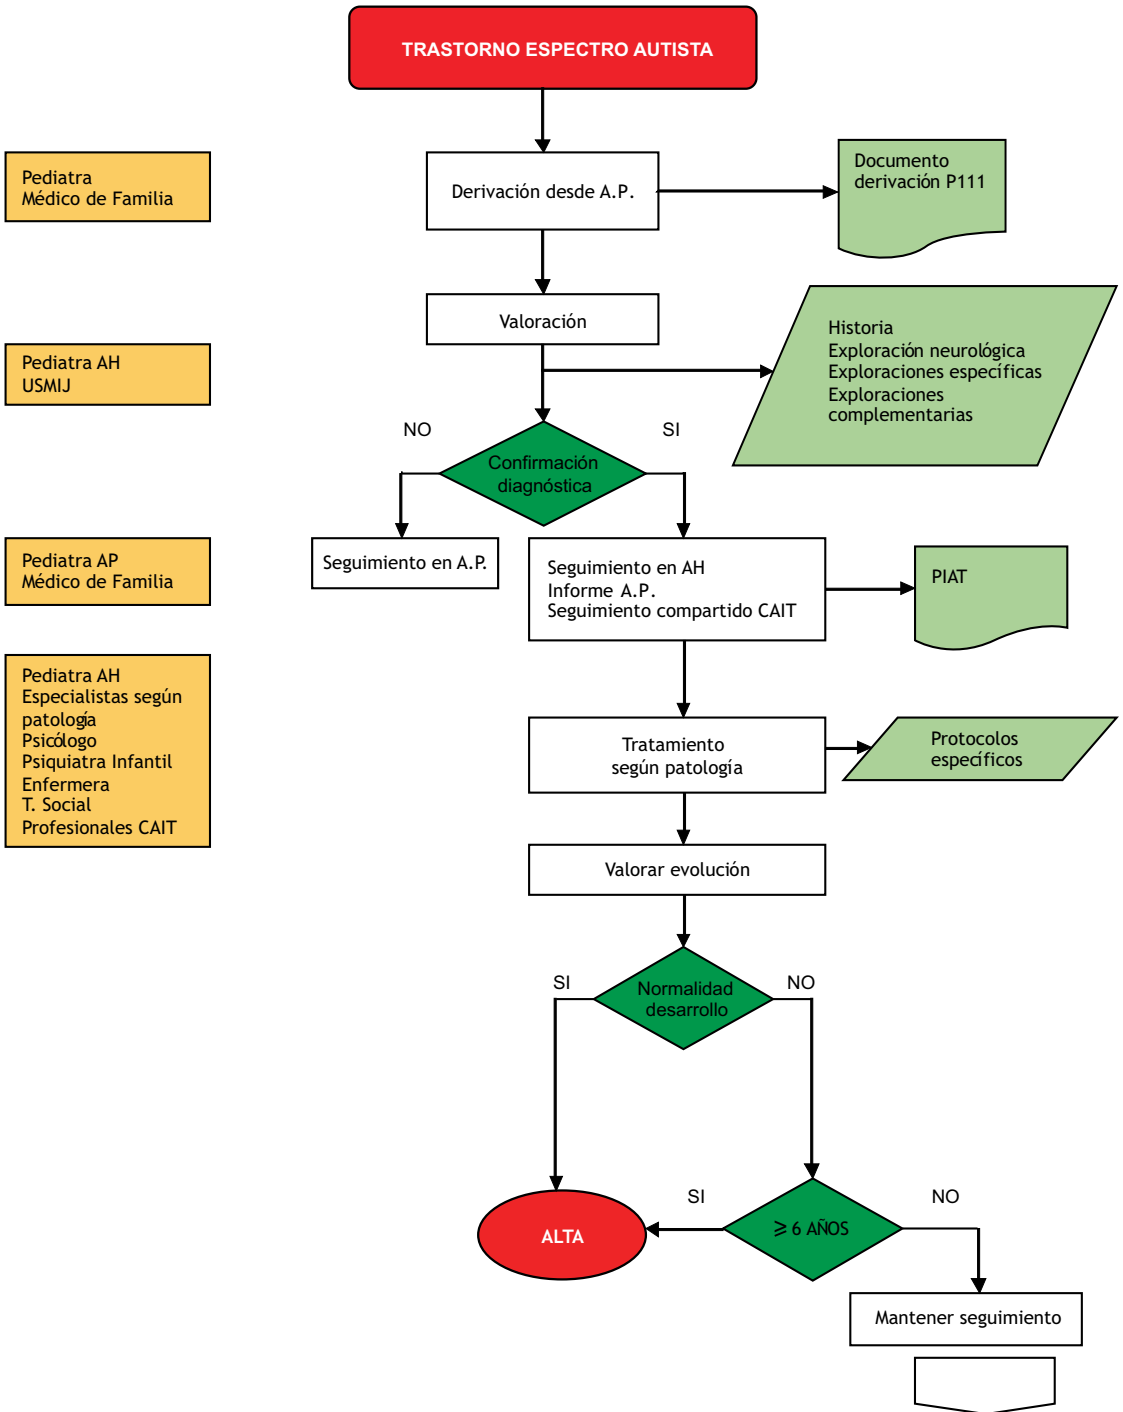 TRASTORNO ESPECTRO AUTISTA
Pediatra
Médico de Familia
Derivación desde A.P.
Documento
derivación P111
Valoración
Historia
Exploración neurológica
Exploraciones específicas
Exploraciones
complementarias
Pediatra AH
USMIJ
NO
SI
Confirmación
diagnóstica
Pediatra AP
Médico de Familia
Seguimiento en A.P.
Seguimiento en AH
Informe A.P.
Seguimiento compartido CAIT
PIAT
Pediatra AH
Especialistas según
patología
Psicólogo
Psiquiatra Infantil
Enfermera
T. Social
Profesionales CAIT
Tratamiento
según patología
Protocolos
específicos
Valorar evolución
SI
Normalidad
desarrollo
NO
SI
NO
ALTA
⩾ 6 AÑOS
Mantener seguimiento